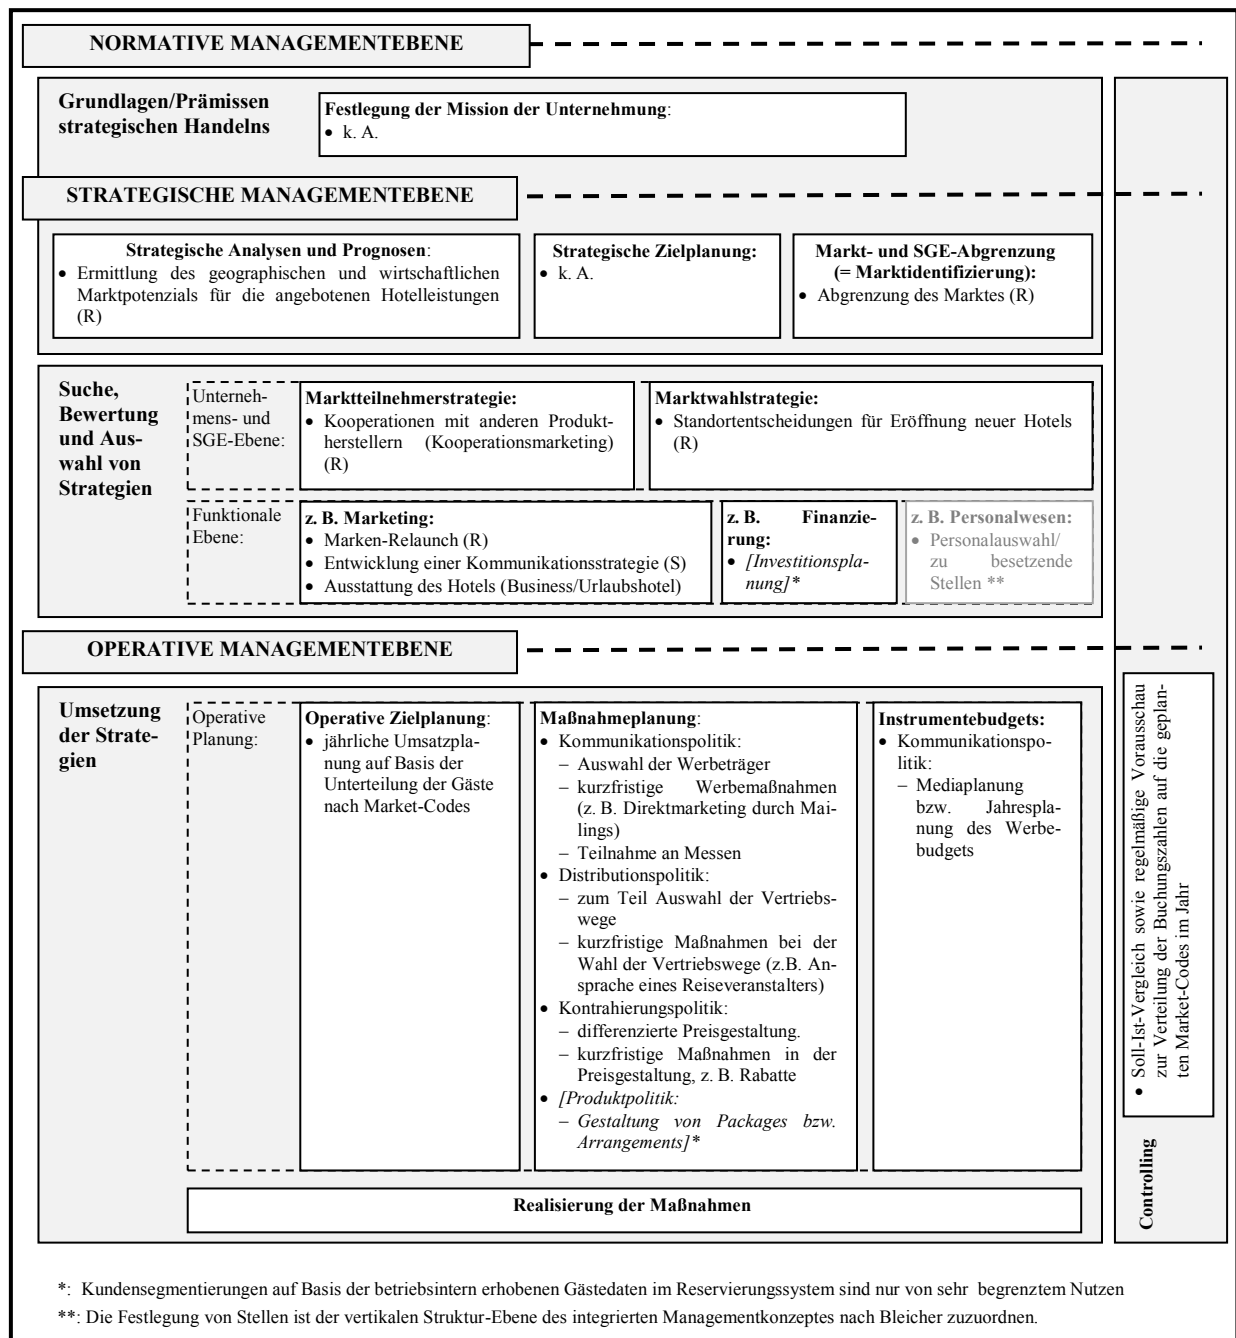 NORMATIVE MANAGEMENTEBENE
Grundlagen/Prämissen
strategischen Handelns
Festlegung der Mission der Unternehmung:
• k. A.
STRATEGISCHE MANAGEMENTEBENE
Strategische Analysen und Prognosen:
• Ermittlung des geographischen und wirtschaftlichen
Marktpotenzials für die angebotenen Hotelleistungen
(R)
Strategische Zielplanung:
• k. A.
Markt- und SGE-Abgrenzung
(= Marktidentifizierung):
• Abgrenzung des Marktes (R)
Suche,
Bewertung
und Aus-
wahl von
Strategien
Unterneh-
mens- und
SGE-Ebene:
Marktteilnehmerstrategie:
• Kooperationen mit anderen Produkt-
herstellern (Kooperationsmarketing)
(R)
Marktwahlstrategie:
• Standortentscheidungen für Eröffnung neuer Hotels
(R)
Funktionale
Ebene:
z. B. Marketing:
• Marken-Relaunch (R)
• Entwicklung einer Kommunikationsstrategie (S)
• Ausstattung des Hotels (Business/Urlaubshotel)
z. B. Finanzie-
rung:
• [Investitionspla-
nung]*
z. B. Personalwesen:
• Personalauswahl/
zu besetzende
Stellen **
OPERATIVE MANAGEMENTEBENE
Umsetzung
der Strate-
gien
Operative
Planung:
Operative Zielplanung:
• jährliche Umsatzpla-
nung auf Basis der
Unterteilung der Gäste
nach Market-Codes
Maßnahmeplanung:
• Kommunikationspolitik:
– Auswahl der Werbeträger
– kurzfristige Werbemaßnahmen
(z. B. Direktmarketing durch Mai-
lings)
– Teilnahme an Messen
• Distributionspolitik:
– zum Teil Auswahl der Vertriebs-
wege
– kurzfristige Maßnahmen bei der
Wahl der Vertriebswege (z.B. An-
sprache eines Reiseveranstalters)
• Kontrahierungspolitik:
– differenzierte Preisgestaltung.
– kurzfristige Maßnahmen in der
Preisgestaltung, z. B. Rabatte
• [Produktpolitik:
– Gestaltung von Packages bzw.
Arrangements]*
Instrumentebudgets:
• Kommunikationspo-
litik:
– Mediaplanung
bzw. Jahrespla-
nung des Werbe-
budgets
Realisierung der Maßnahmen
• Soll-Ist-Vergleich sowie regelmäßige Vorausschau
zur Verteilung der Buchungszahlen auf die geplan-
ten Market-Codes im Jahr
Controlling
*: Kundensegmentierungen auf Basis der betriebsintern erhobenen Gästedaten im Reservierungssystem sind nur von sehr begrenztem Nutzen
**: Die Festlegung von Stellen ist der vertikalen Struktur-Ebene des integrierten Managementkonzeptes nach Bleicher zuzuordnen.